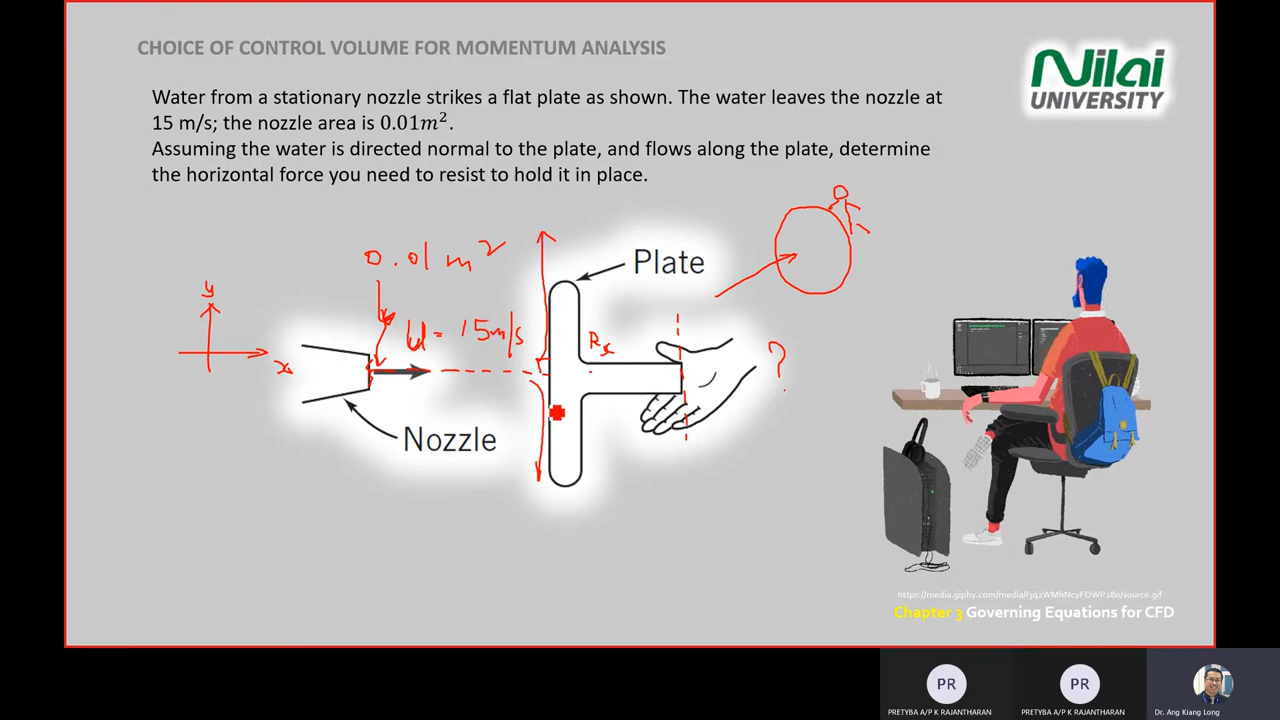 CHOICE OF CONTROL VOLUME FOR MOMENTUM ANALYSIS
Nilai
UNIVERSITY
Water from a stationary nozzle strikes a flat plate as shown. The water leaves the nozzle at
15 m/s; the nozzle area is 0.01m².
Assuming the water is directed normal to the plate, and flows along the plate, determine
the horizontal force you need to resist to hold it in place.
0.01 m²
Plate
y
U = 15m/s
Rx
?
x
Nozzle
Chapter 3 Governing Equations for CFD
PR
PR
PRETYBA A/P K RAJANTHARAN
PRETYBA A/P K RAJANTHARAN
Dr. Ang Kiang Long